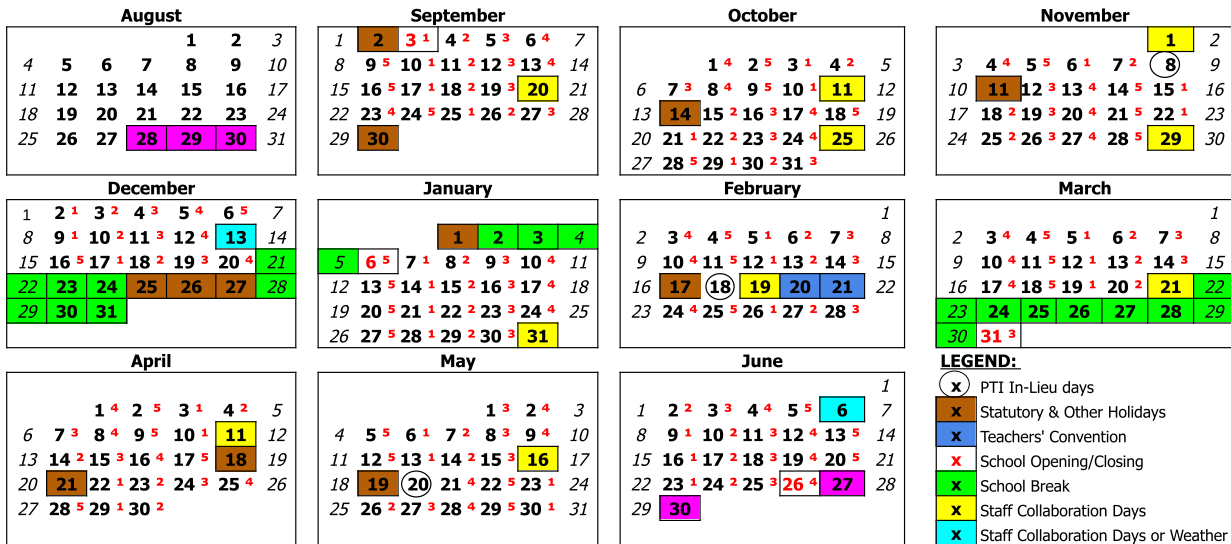 August
1 2 3
4 5 6 7 8 9 10
11 12 13 14 15 16 17
18 19 20 21 22 23 24
25 26 27 28 29 30 31
September
1 2 3 1 4 2 5 3 6 4 7
8 9 5 10 1 11 2 12 3 13 4 14
15 16 5 17 1 18 2 19 3 20 21
22 23 4 24 5 25 1 26 2 27 3 28
29 30
October
1 4 2 5 3 1 4 2 5
6 7 3 8 4 9 5 10 1 11 12
13 14 15 2 16 3 17 4 18 5 19
20 21 1 22 2 23 3 24 4 25 26
27 28 5 29 1 30 2 31 3
November
1 2
3 4 4 5 5 6 1 7 2 8 9
10 11 12 3 13 4 14 5 15 1 16
17 18 2 19 3 20 4 21 5 22 1 23
24 25 2 26 3 27 4 28 5 29 30
December
1 2 1 3 2 4 3 5 4 6 5 7
8 9 1 10 2 11 3 12 4 13 14
15 16 5 17 1 18 2 19 3 20 4 21
22 23 24 25 26 27 28
29 30 31
January
1 2 3 4
5 6 5 7 1 8 2 9 3 10 4 11
12 13 5 14 1 15 2 16 3 17 4 18
19 20 5 21 1 22 2 23 3 24 4 25
26 27 5 28 1 29 2 30 3 31
February
1
2 3 4 4 5 5 1 6 2 7 3 8
9 10 4 11 5 12 1 13 2 14 3 15
16 17 18 19 20 21 22
23 24 4 25 5 26 1 27 2 28 3
March
1
2 3 4 4 5 5 1 6 2 7 3 8
9 10 4 11 5 12 1 13 2 14 3 15
16 17 4 18 5 19 1 20 2 21 22
23 24 25 26 27 28 29
30 31 3
April
1 4 2 5 3 1 4 2 5
6 7 3 8 4 9 5 10 1 11 12
13 14 2 15 3 16 4 17 5 18 19
20 21 22 1 23 2 24 3 25 4 26
27 28 5 29 1 30 2
May
1 3 2 4 3
4 5 5 6 1 7 2 8 3 9 4 10
11 12 5 13 1 14 2 15 3 16 17
18 19 20 21 4 22 5 23 1 24
25 26 2 27 3 28 4 29 5 30 1 31
June
1
1 2 2 3 3 4 4 5 5 6 7
8 9 1 10 2 11 3 12 4 13 5 14
15 16 1 17 2 18 3 19 4 20 5 21
22 23 1 24 2 25 3 26 4 27 28
29 30
LEGEND:
x PTI In-Lieu days
x Statutory & Other Holidays
x Teachers' Convention
x School Opening/Closing
x School Break
x Staff Collaboration Days
x Staff Collaboration Days or Weather